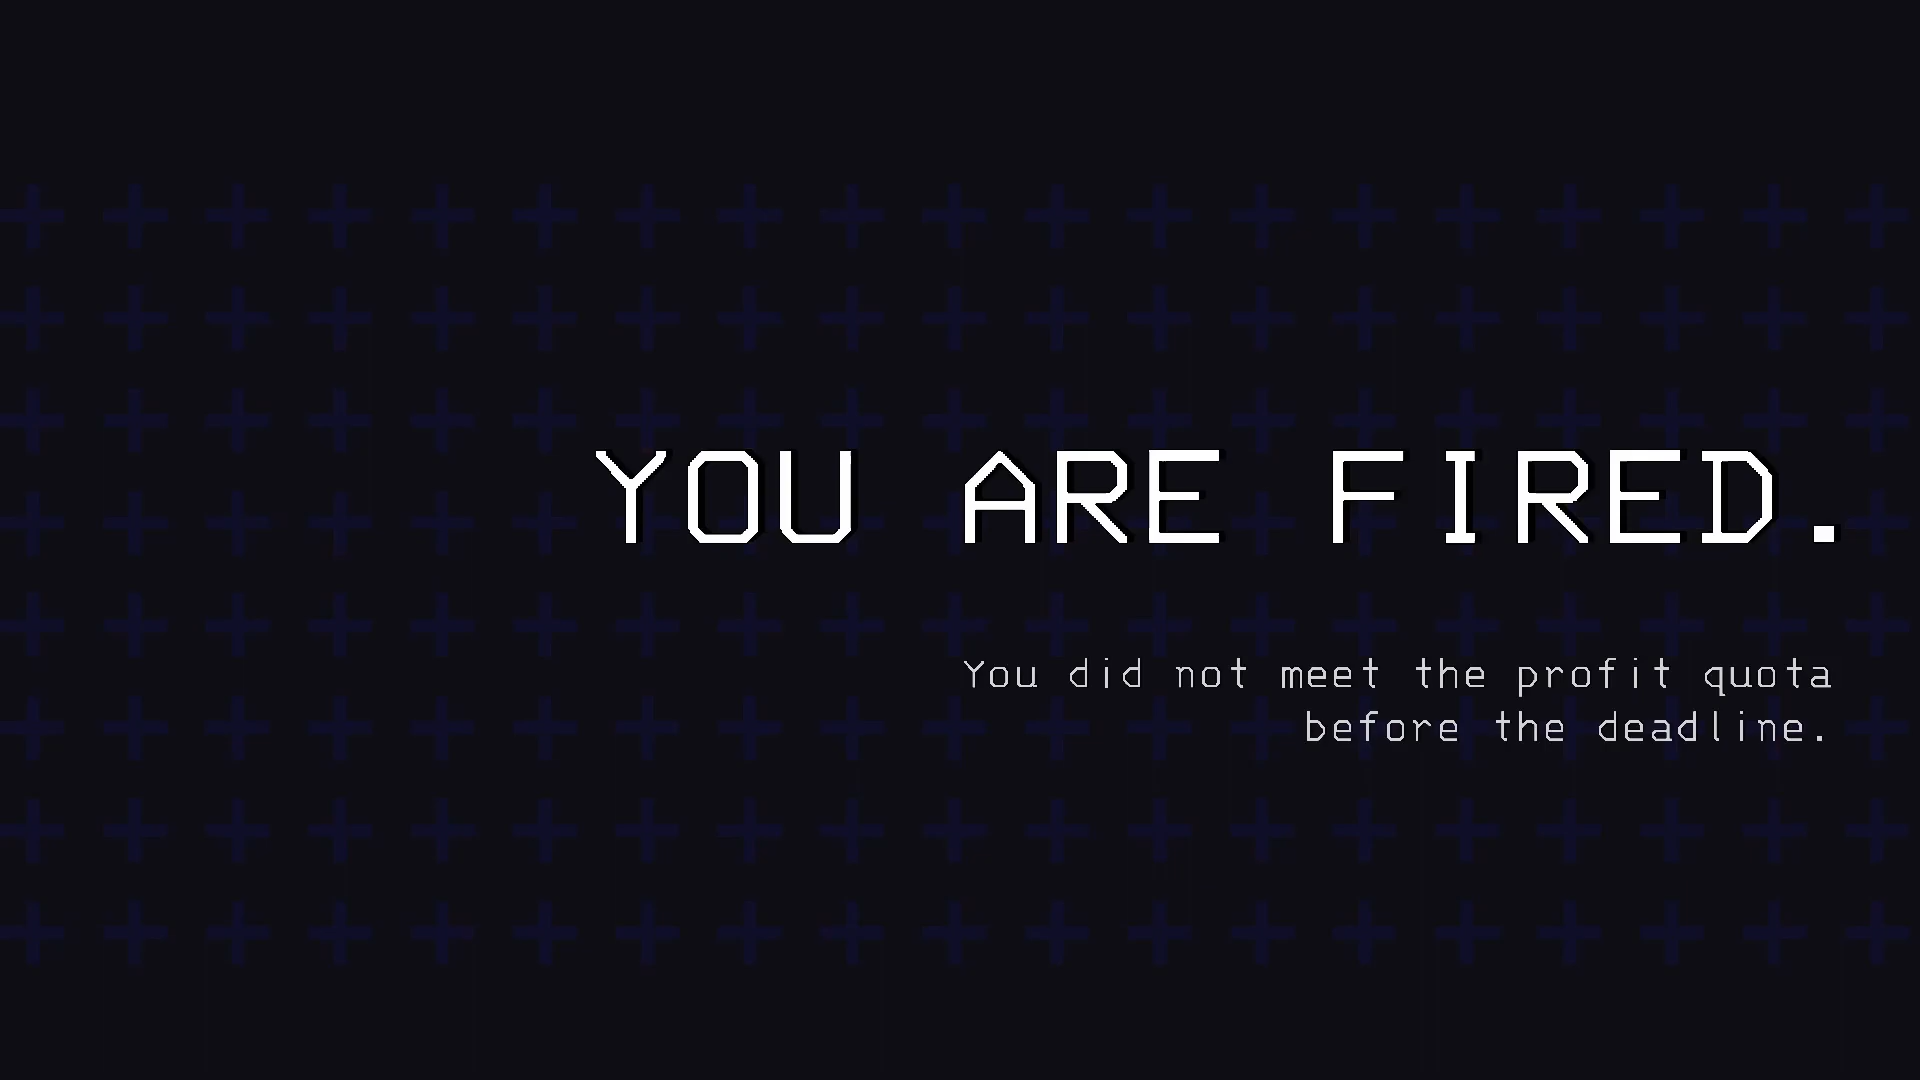 YOU ARE FIRED.
You did not meet the profit quota
before the deadline.